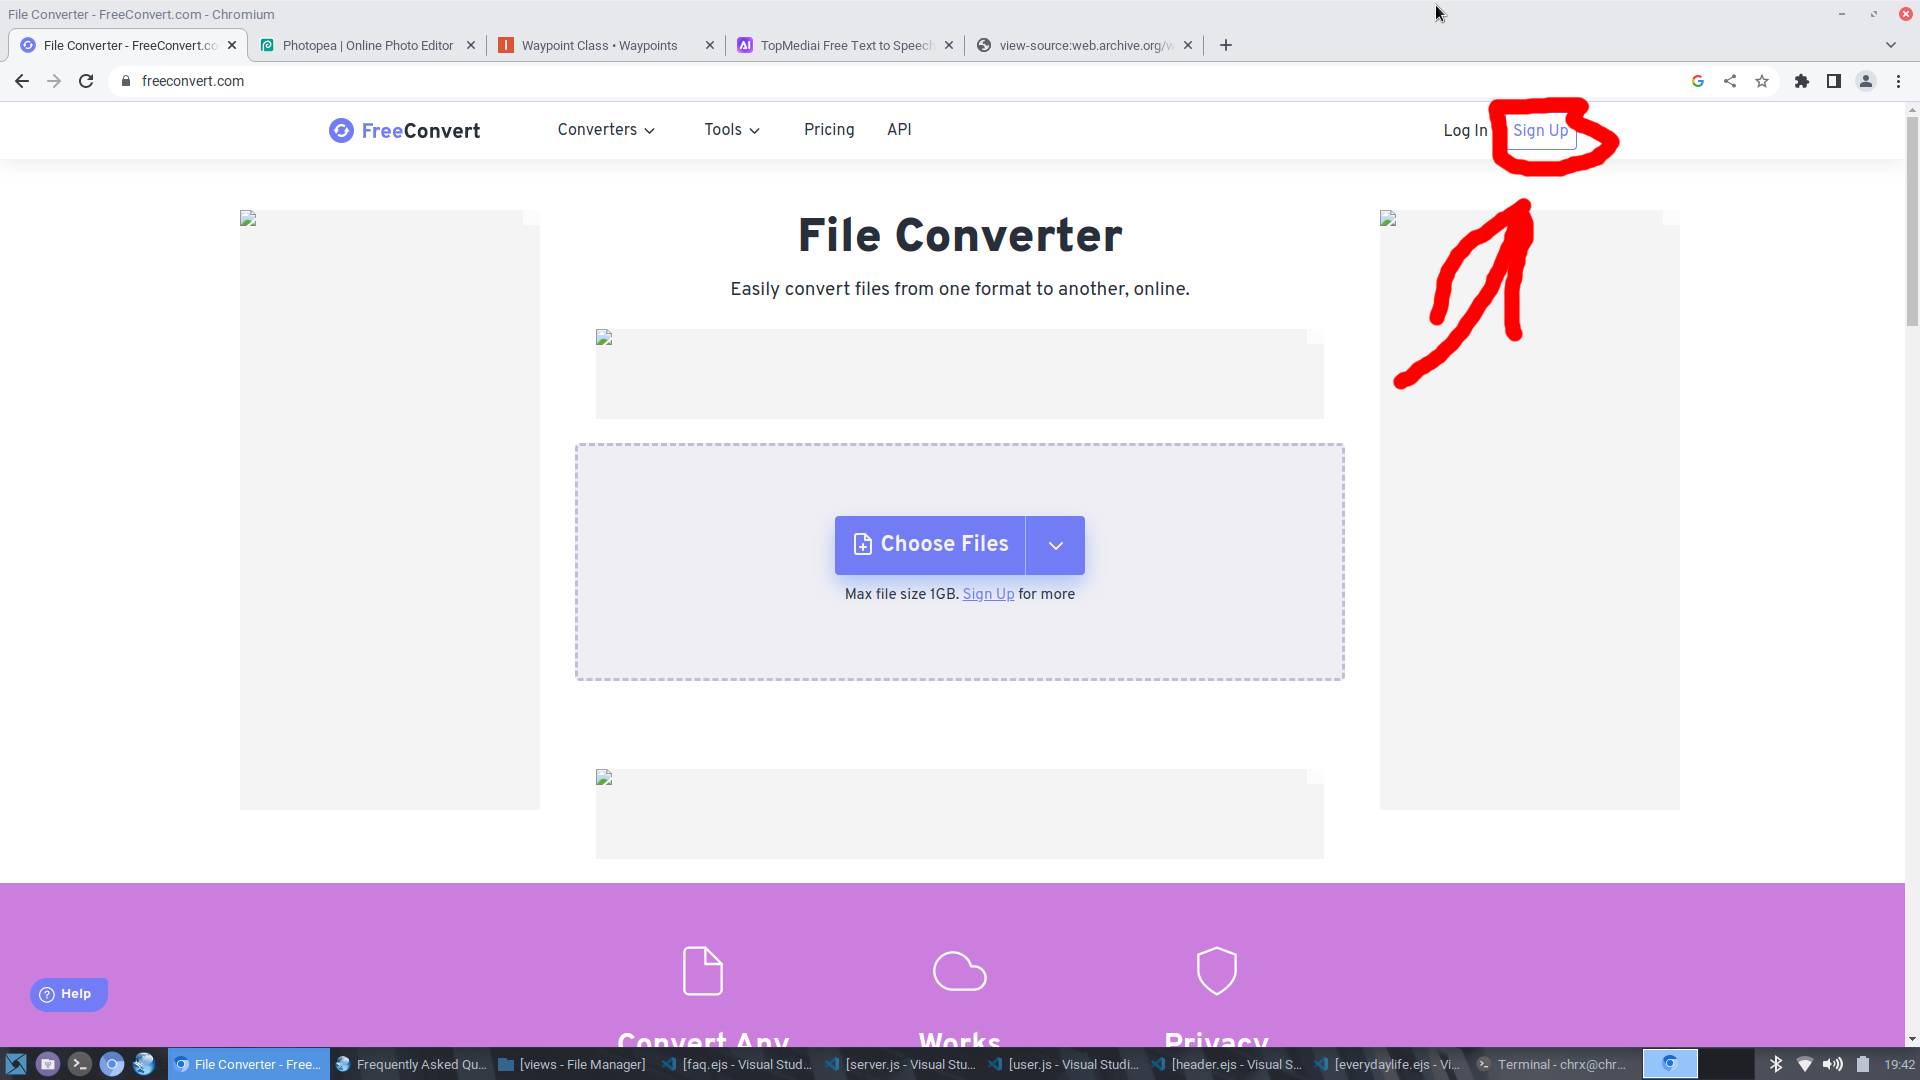 File Converter - FreeConvert.com - Chromium
File Converter - FreeConvert.co
Photopea | Online Photo Editor
Waypoint Class • Waypoints
TopMediai Free Text to Speech
view-source:web.archive.org/w
freeconvert.com
FreeConvert
Converters
Tools
Pricing
API
Log In
Sign Up
File Converter
Easily convert files from one format to another, online.
Choose Files
Max file size 1GB. Sign Up for more
Help
Convert Any
Works
Privacy
File Converter - Free...
Frequently Asked Qu...
[views - File Manager]
[faq.ejs - Visual Stud...
[server.js - Visual Stu...
[user.js - Visual Studi...
[header.ejs - Visual S...
[everydaylife.ejs - Vi...
Terminal - chrx@chr...
19:42